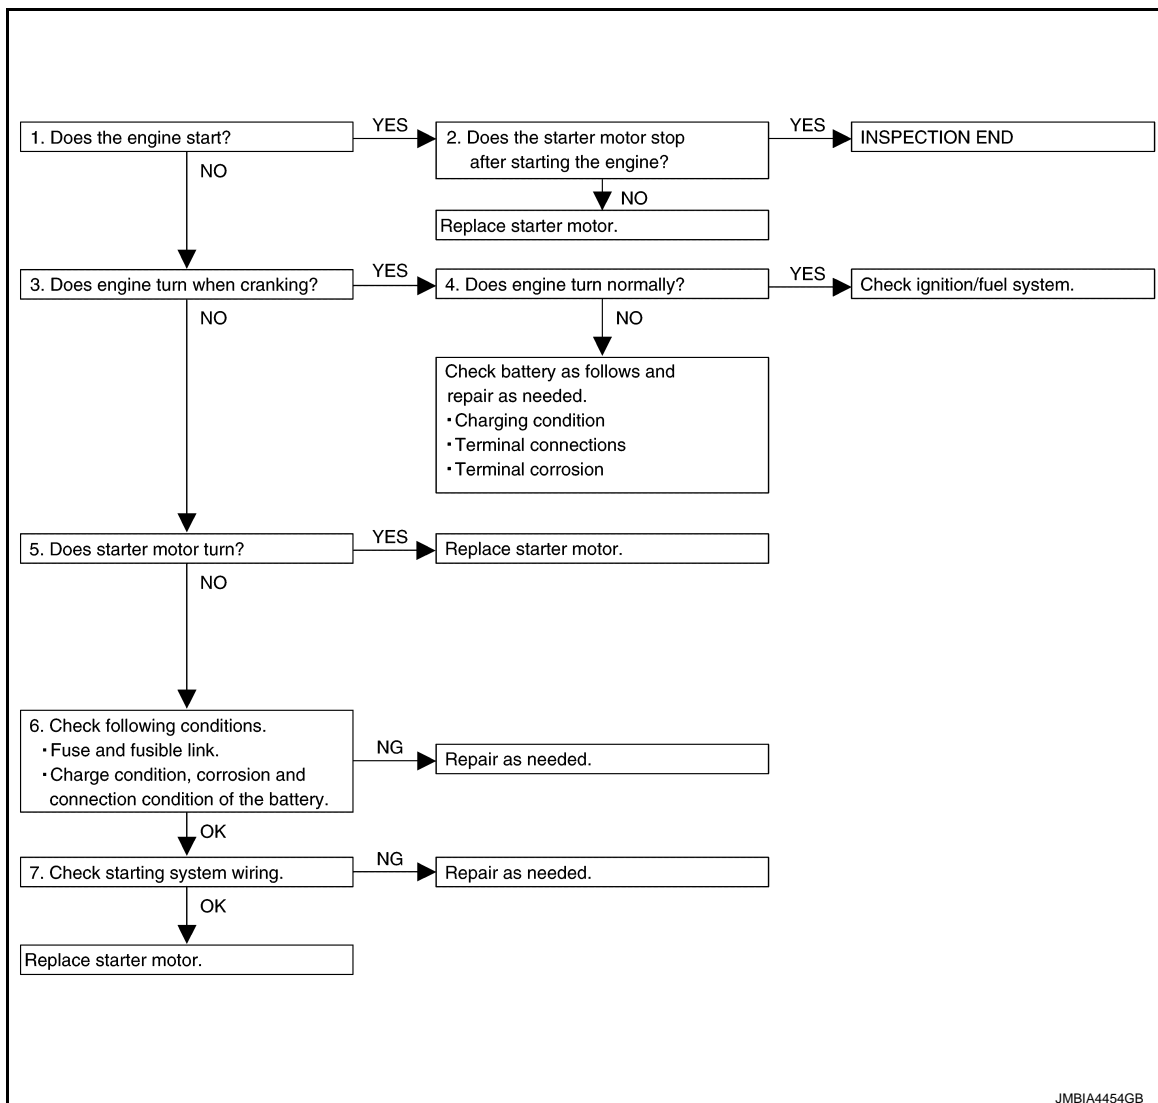 1. Does the engine start?
YES
2. Does the starter motor stop
after starting the engine?
YES
INSPECTION END
NO
NO
Replace starter motor.
3. Does engine turn when cranking?
YES
4. Does engine turn normally?
YES
Check ignition/fuel system.
NO
NO
Check battery as follows and
repair as needed.
・Charging condition
・Terminal connections
・Terminal corrosion
5. Does starter motor turn?
YES
Replace starter motor.
NO
6. Check following conditions.
・Fuse and fusible link.
・Charge condition, corrosion and
connection condition of the battery.
NG
Repair as needed.
OK
7. Check starting system wiring.
NG
Repair as needed.
OK
Replace starter motor.
JMBIA4454GB